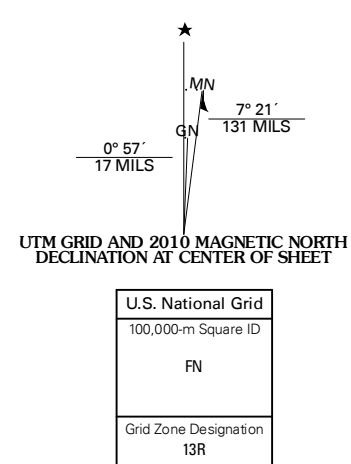 MN
7° 21´
131 MILS
GN
0° 57´
17 MILS
UTM GRID AND 2010 MAGNETIC NORTH
DECLINATION AT CENTER OF SHEET
U.S. National Grid
100,000-m Square ID
FN
Grid Zone Designation
13R